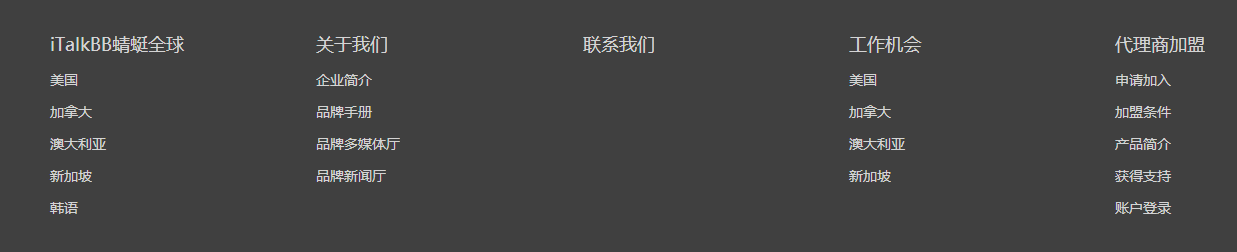 iTalkBB蜻蜓全球
美国
加拿大
澳大利亚
新加坡
韩语
关于我们
企业简介
品牌手册
品牌多媒体厅
品牌新闻厅
联系我们
工作机会
美国
加拿大
澳大利亚
新加坡
代理商加盟
申请加入
加盟条件
产品简介
获得支持
账户登录